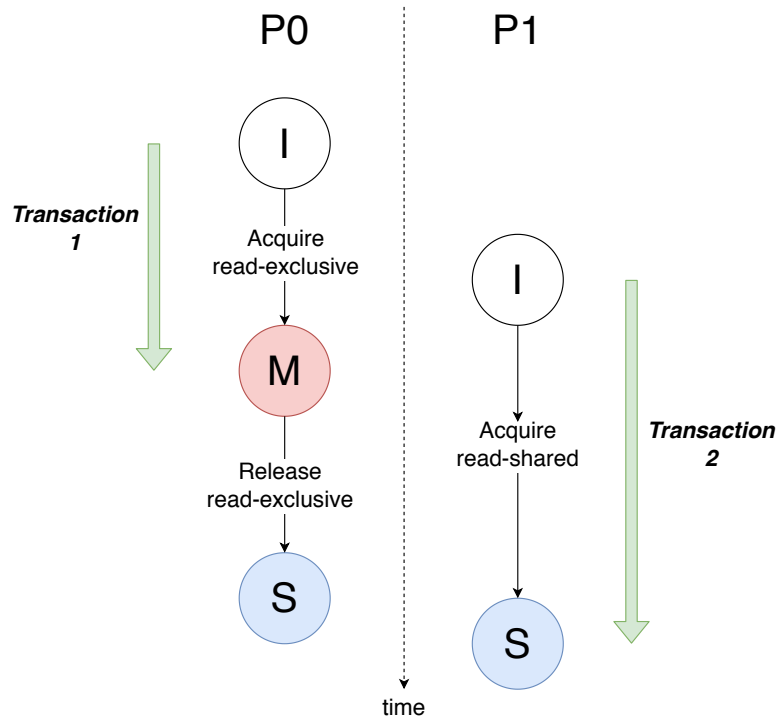 P0
P1
I
Transaction
1
Acquire
read-exclusive
I
M
Acquire
read-shared
Transaction
2
Release
read-exclusive
S
S
time